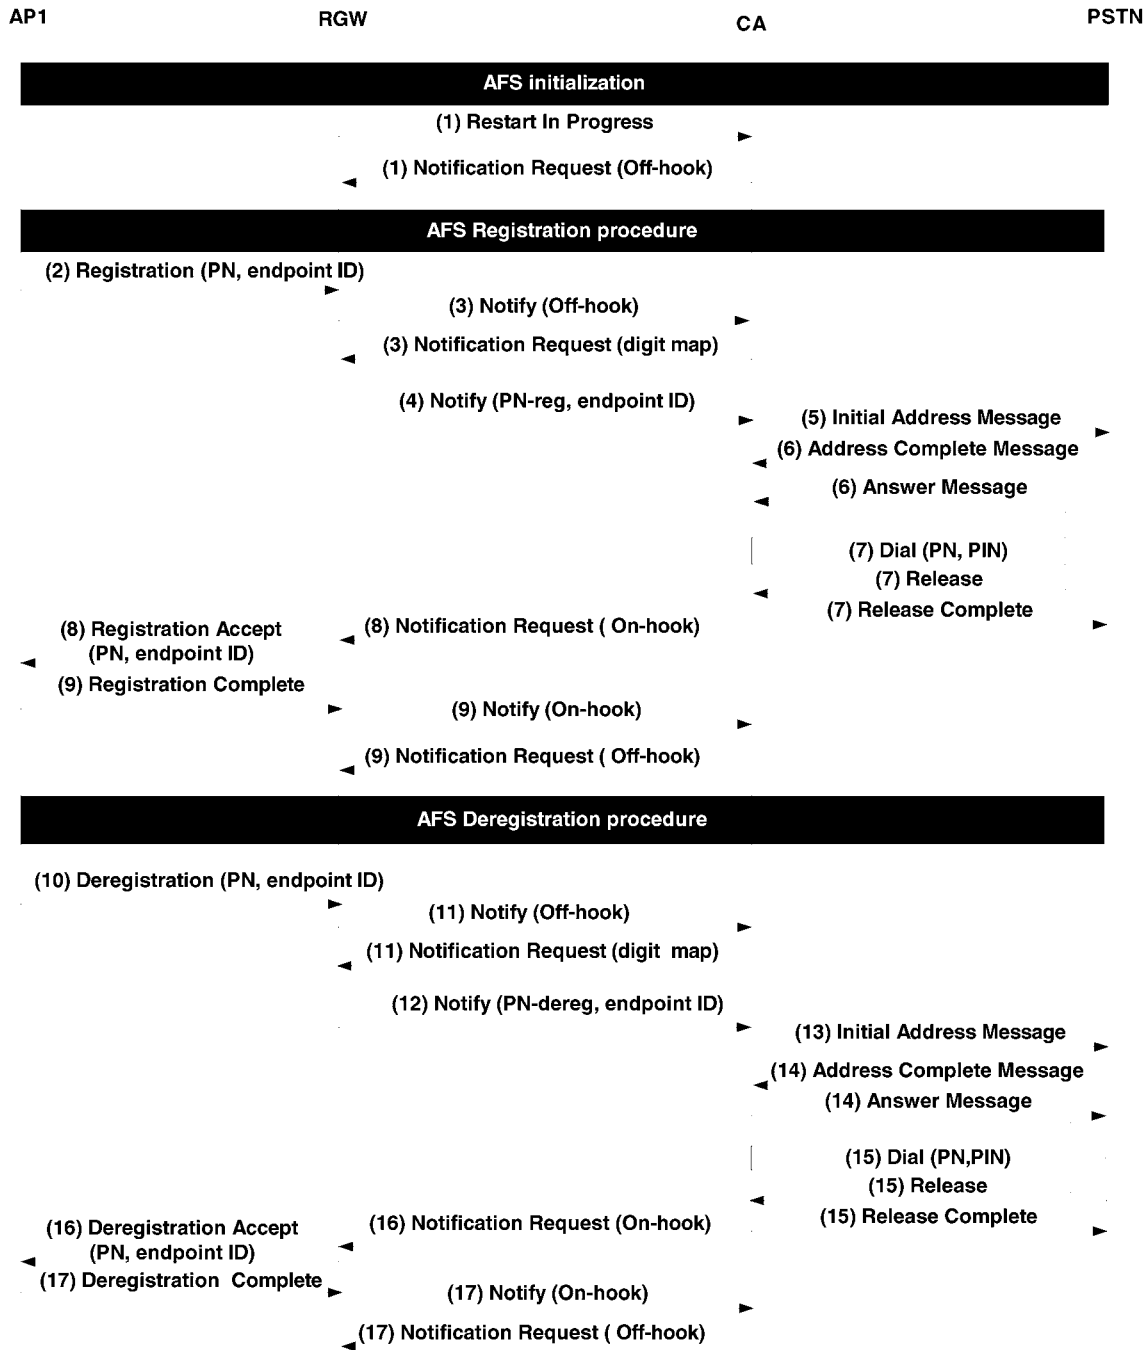 AP1 RGW CA PSTN
AFS initialization
(1) Restart In Progress
(1) Notification Request (Off-hook)
AFS Registration procedure
(2) Registration (PN, endpoint ID)
(3) Notify (Off-hook)
(3) Notification Request (digit map)
(4) Notify (PN-reg, endpoint ID)
(5) Initial Address Message
(6) Address Complete Message
(6) Answer Message
(7) Dial (PN, PIN)
(7) Release
(7) Release Complete
(8) Notification Request ( On-hook)
(8) Registration Accept
(PN, endpoint ID)
(9) Registration Complete
(9) Notify (On-hook)
(9) Notification Request ( Off-hook)
AFS Deregistration procedure
(10) Deregistration (PN, endpoint ID)
(11) Notify (Off-hook)
(11) Notification Request (digit map)
(12) Notify (PN-dereg, endpoint ID)
(13) Initial Address Message
(14) Address Complete Message
(14) Answer Message
(15) Dial (PN,PIN)
(15) Release
(15) Release Complete
(16) Notification Request (On-hook)
(16) Deregistration Accept
(PN, endpoint ID)
(17) Deregistration Complete
(17) Notify (On-hook)
(17) Notification Request ( Off-hook)